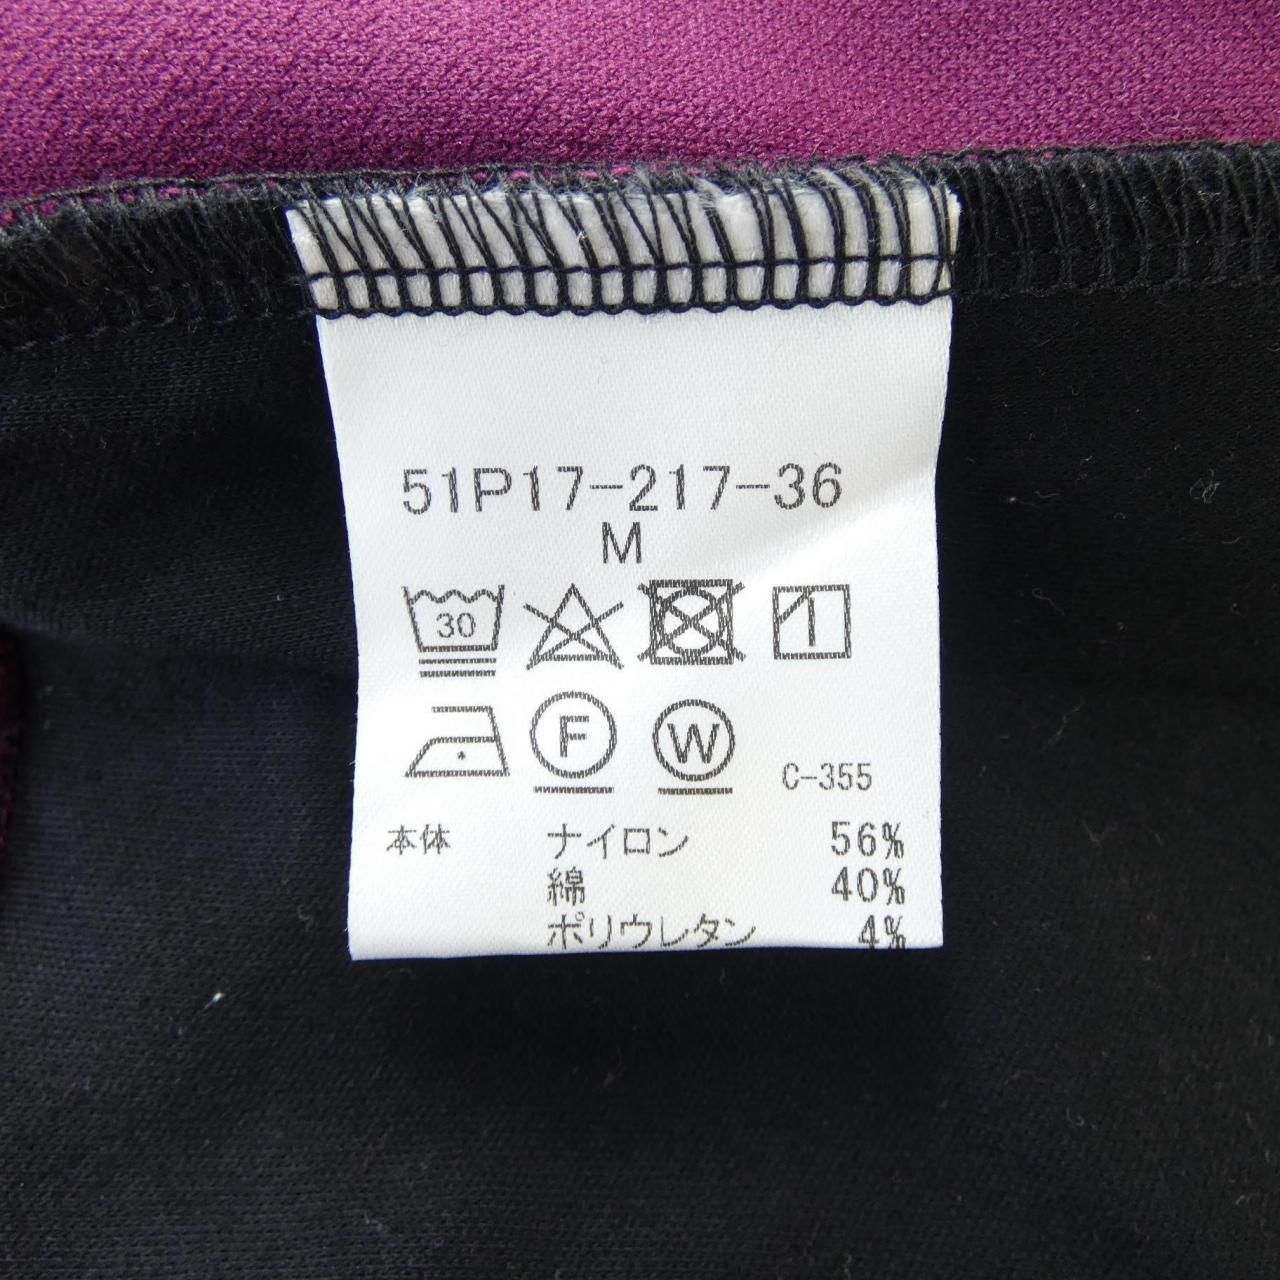 51P17-217-36
M
30
F W C-355
本体 ナイロン 56%
綿 40%
ポリウレタン 4%